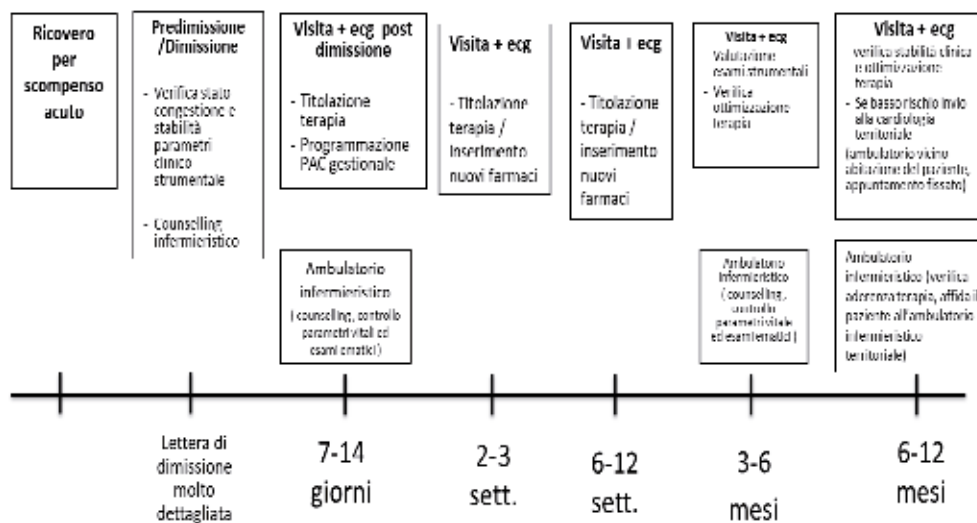 Ricovero
per
scompenso
acuto
Predimissione
/Dimissione
- Verifica stato
congestione e
stabilità
parametri
clinico
strumentale
- Counselling
infermieristico
Visita + ecg post
dimissione
- Titolazione
terapia
- Programmazione
PAC gestionale
Visita + ecg
- Titolazione
terapia /
Inserimento
nuovi farmaci
Visita + ecg
- Titolazione
terapia /
inserimento
nuovi
farmaci
Visita + ecg
Valutazione
esami strumentali
- Verifica
ottimizzazione
terapia
Visita + ecg
verifica stabilità clinica
e ottimizzazione
terapia
- Se basso rischio invio
alla cardiologia
territoriale
(ambulatorio vicino
abitazione del paziente,
appuntamento fissato)
Ambulatorio
infermieristico
( counselling, controllo
parametri vitali ed
esami ematici )
Ambulatorio
infermieristico
( counselling,
controllo
parametri vitale
ed esami ematici )
Ambulatorio
infermieristico (verifica
aderenza terapia, affida il
paziente all'ambulatorio
infermieristico
territoriale)
Lettera di
dimissione
molto
dettagliata
7-14
giorni
2-3
sett.
6-12
sett.
3-6
mesi
6-12
mesi